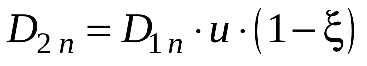 D₂ ₙ = D₁ ₙ · u · (1 − ξ)